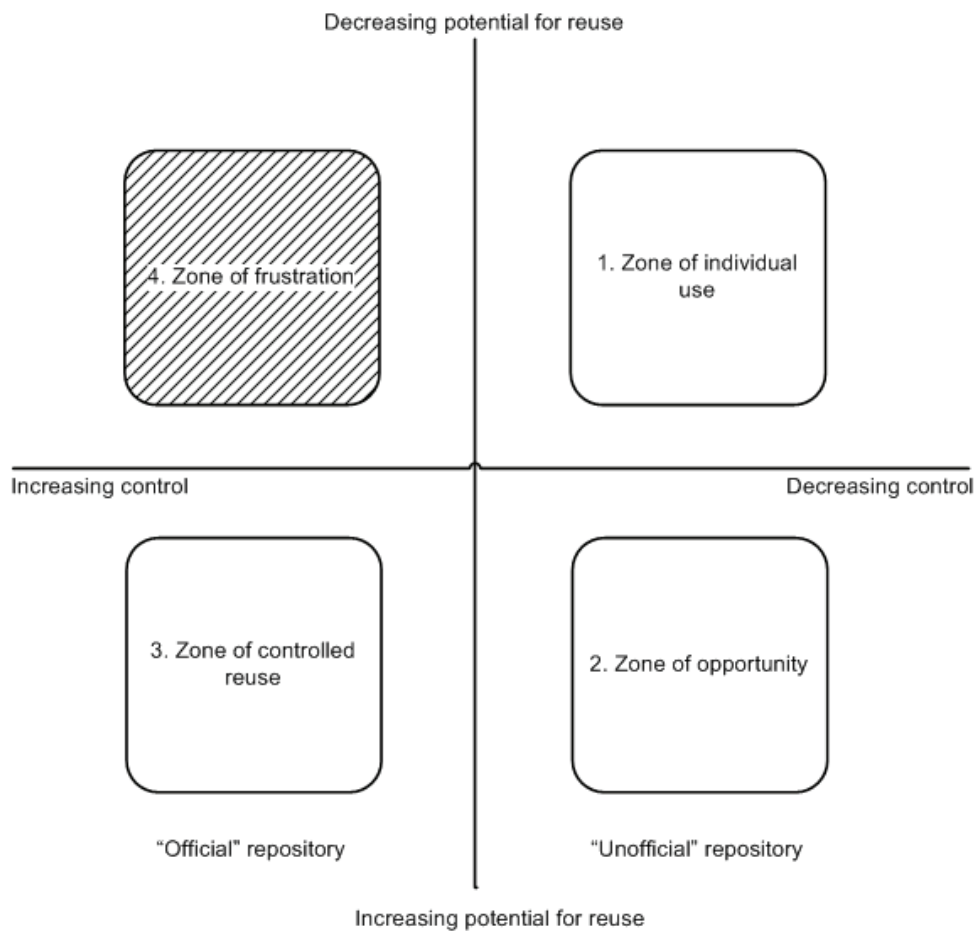 Decreasing potential for reuse
4. Zone of frustration
1. Zone of individual
use
Increasing control
Decreasing control
3. Zone of controlled
reuse
2. Zone of opportunity
“Official” repository
“Unofficial” repository
Increasing potential for reuse